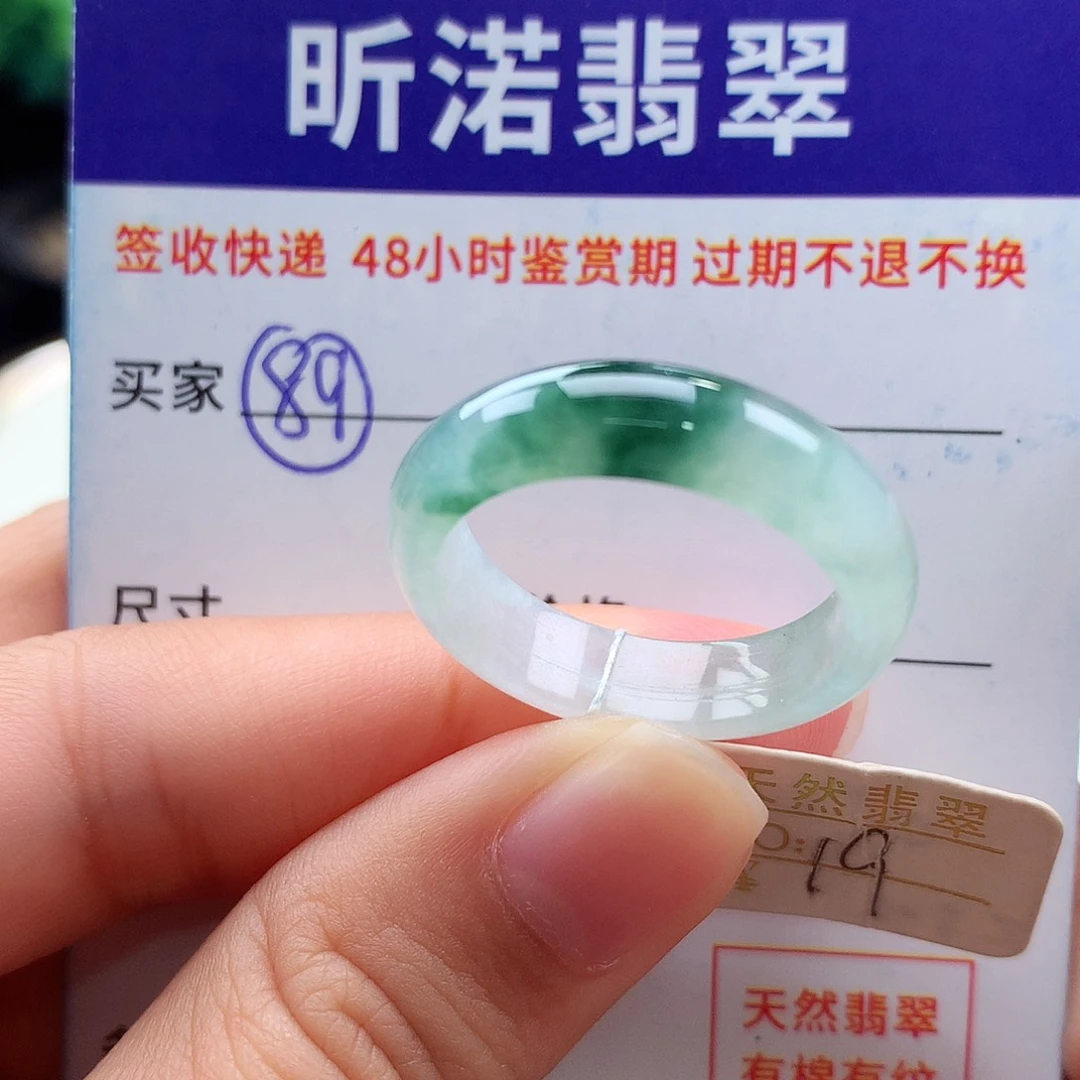 昕渃翡翠
签收快递 48小时鉴赏期 过期不退不换
买家 89
尺寸
天然翡翠
O: 19
¥
天然翡翠
有棉有纹